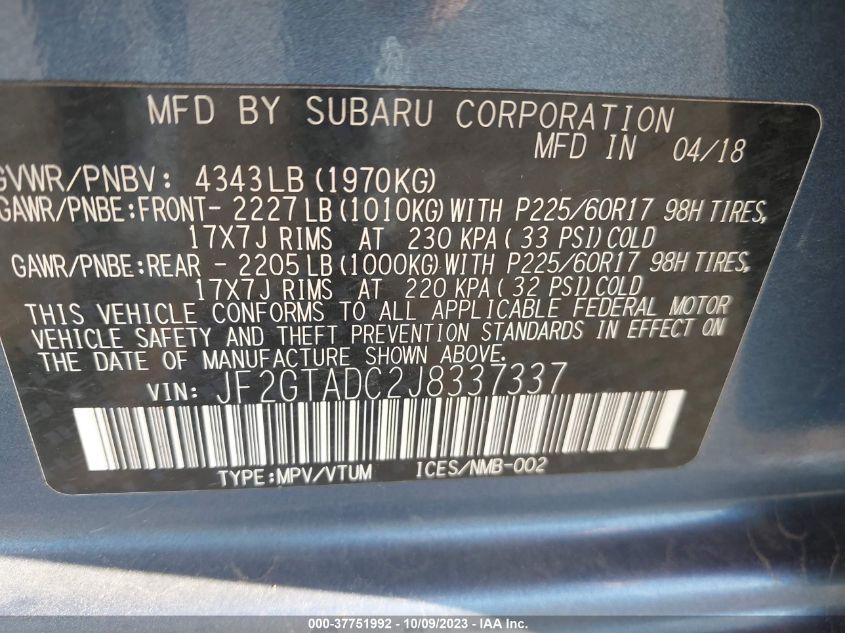 MFD BY SUBARU CORPORATION
MFD IN 04/18
GVWR/PNBV: 4343LB (1970KG)
GAWR/PNBE:FRONT- 2227LB(1010KG)WITH P225/60R17 98H TIRES,
17X7J RIMS AT 230 KPA( 33 PSI)COLD
GAWR/PNBE:REAR - 2205LB(1000KG)WITH P225/60R17 98H TIRES,
17X7J RIMS AT 220 KPA( 32 PSI)COLD
THIS VEHICLE CONFORMS TO ALL APPLICABLE FEDERAL MOTOR
VEHICLE SAFETY AND THEFT PREVENTION STANDARDS IN EFFECT ON
THE DATE OF MANUFACTURE SHOWN ABOVE.
VIN: JF2GTADC2J8337337
TYPE:MPV/VTUM ICES/NMB-002
000-37751992 - 10/09/2023 - IAA Inc.